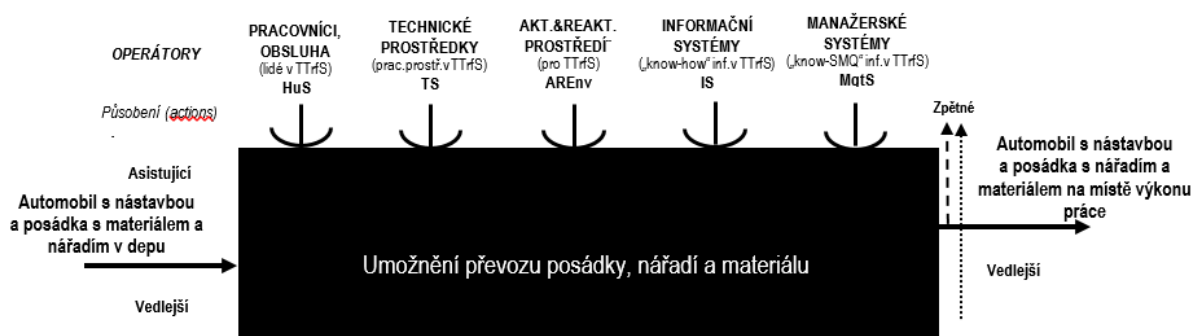 OPERÁTORY
PRACOVNÍCI,
OBSLUHA
(lidé v TTrfS)
HuS
TECHNICKÉ
PROSTŘEDKY
(prac.prostř.v TTrfS)
TS
AKT.&REAKT.
PROSTŘEDÍ
(pro TTrfS)
AREnv
INFORMAČNÍ
SYSTÉMY
(„know-how“ inf.v TTrfS)
IS
MANAŽERSKÉ
SYSTÉMY
(„know-SMQ“ inf.v TTrfS)
MgtS
Působení (actions)
Zpětné
Asistující
Automobil s nástavbou
a posádka s materiálem a
nářadím v depu
Vedlejší
Umožnění převozu posádky, nářadí a materiálu
Automobil s nástavbou
a posádka s nářadím a
materiálem na místě výkonu
práce
Vedlejší